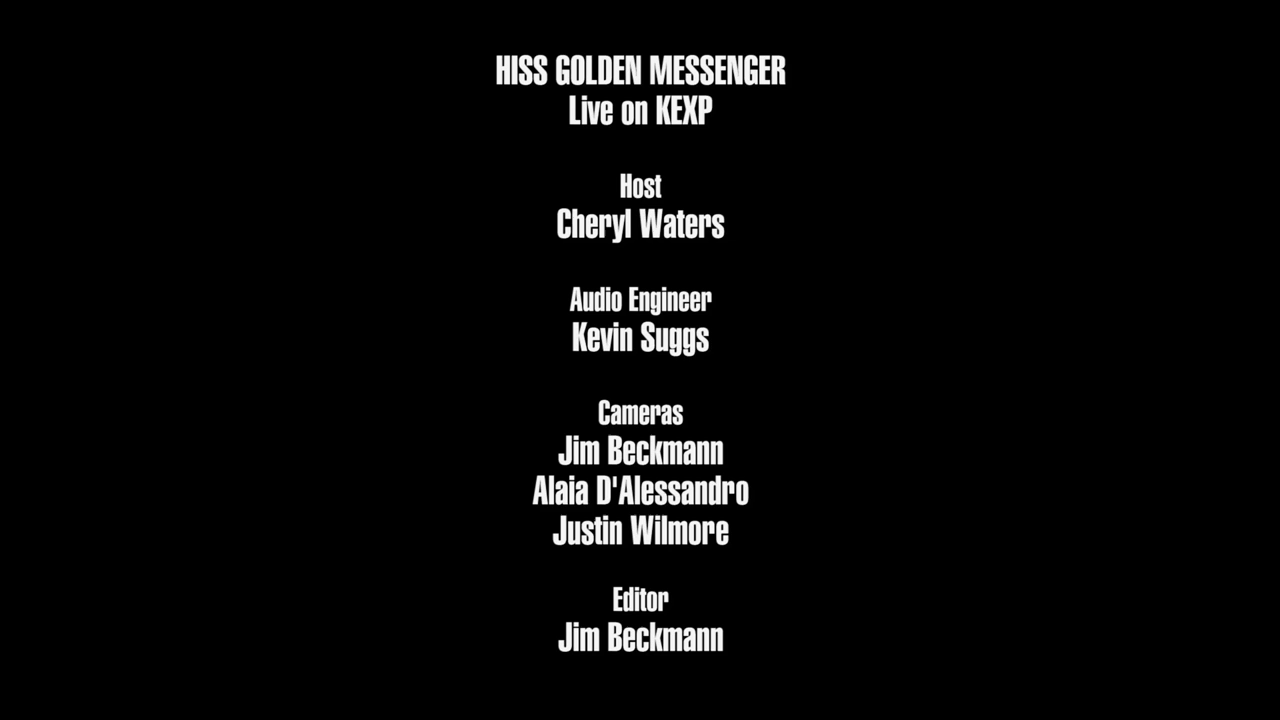 HISS GOLDEN MESSENGER
Live on KEXP
Host
Cheryl Waters
Audio Engineer
Kevin Suggs
Cameras
Jim Beckmann
Alaia D'Alessandro
Justin Wilmore
Editor
Jim Beckmann